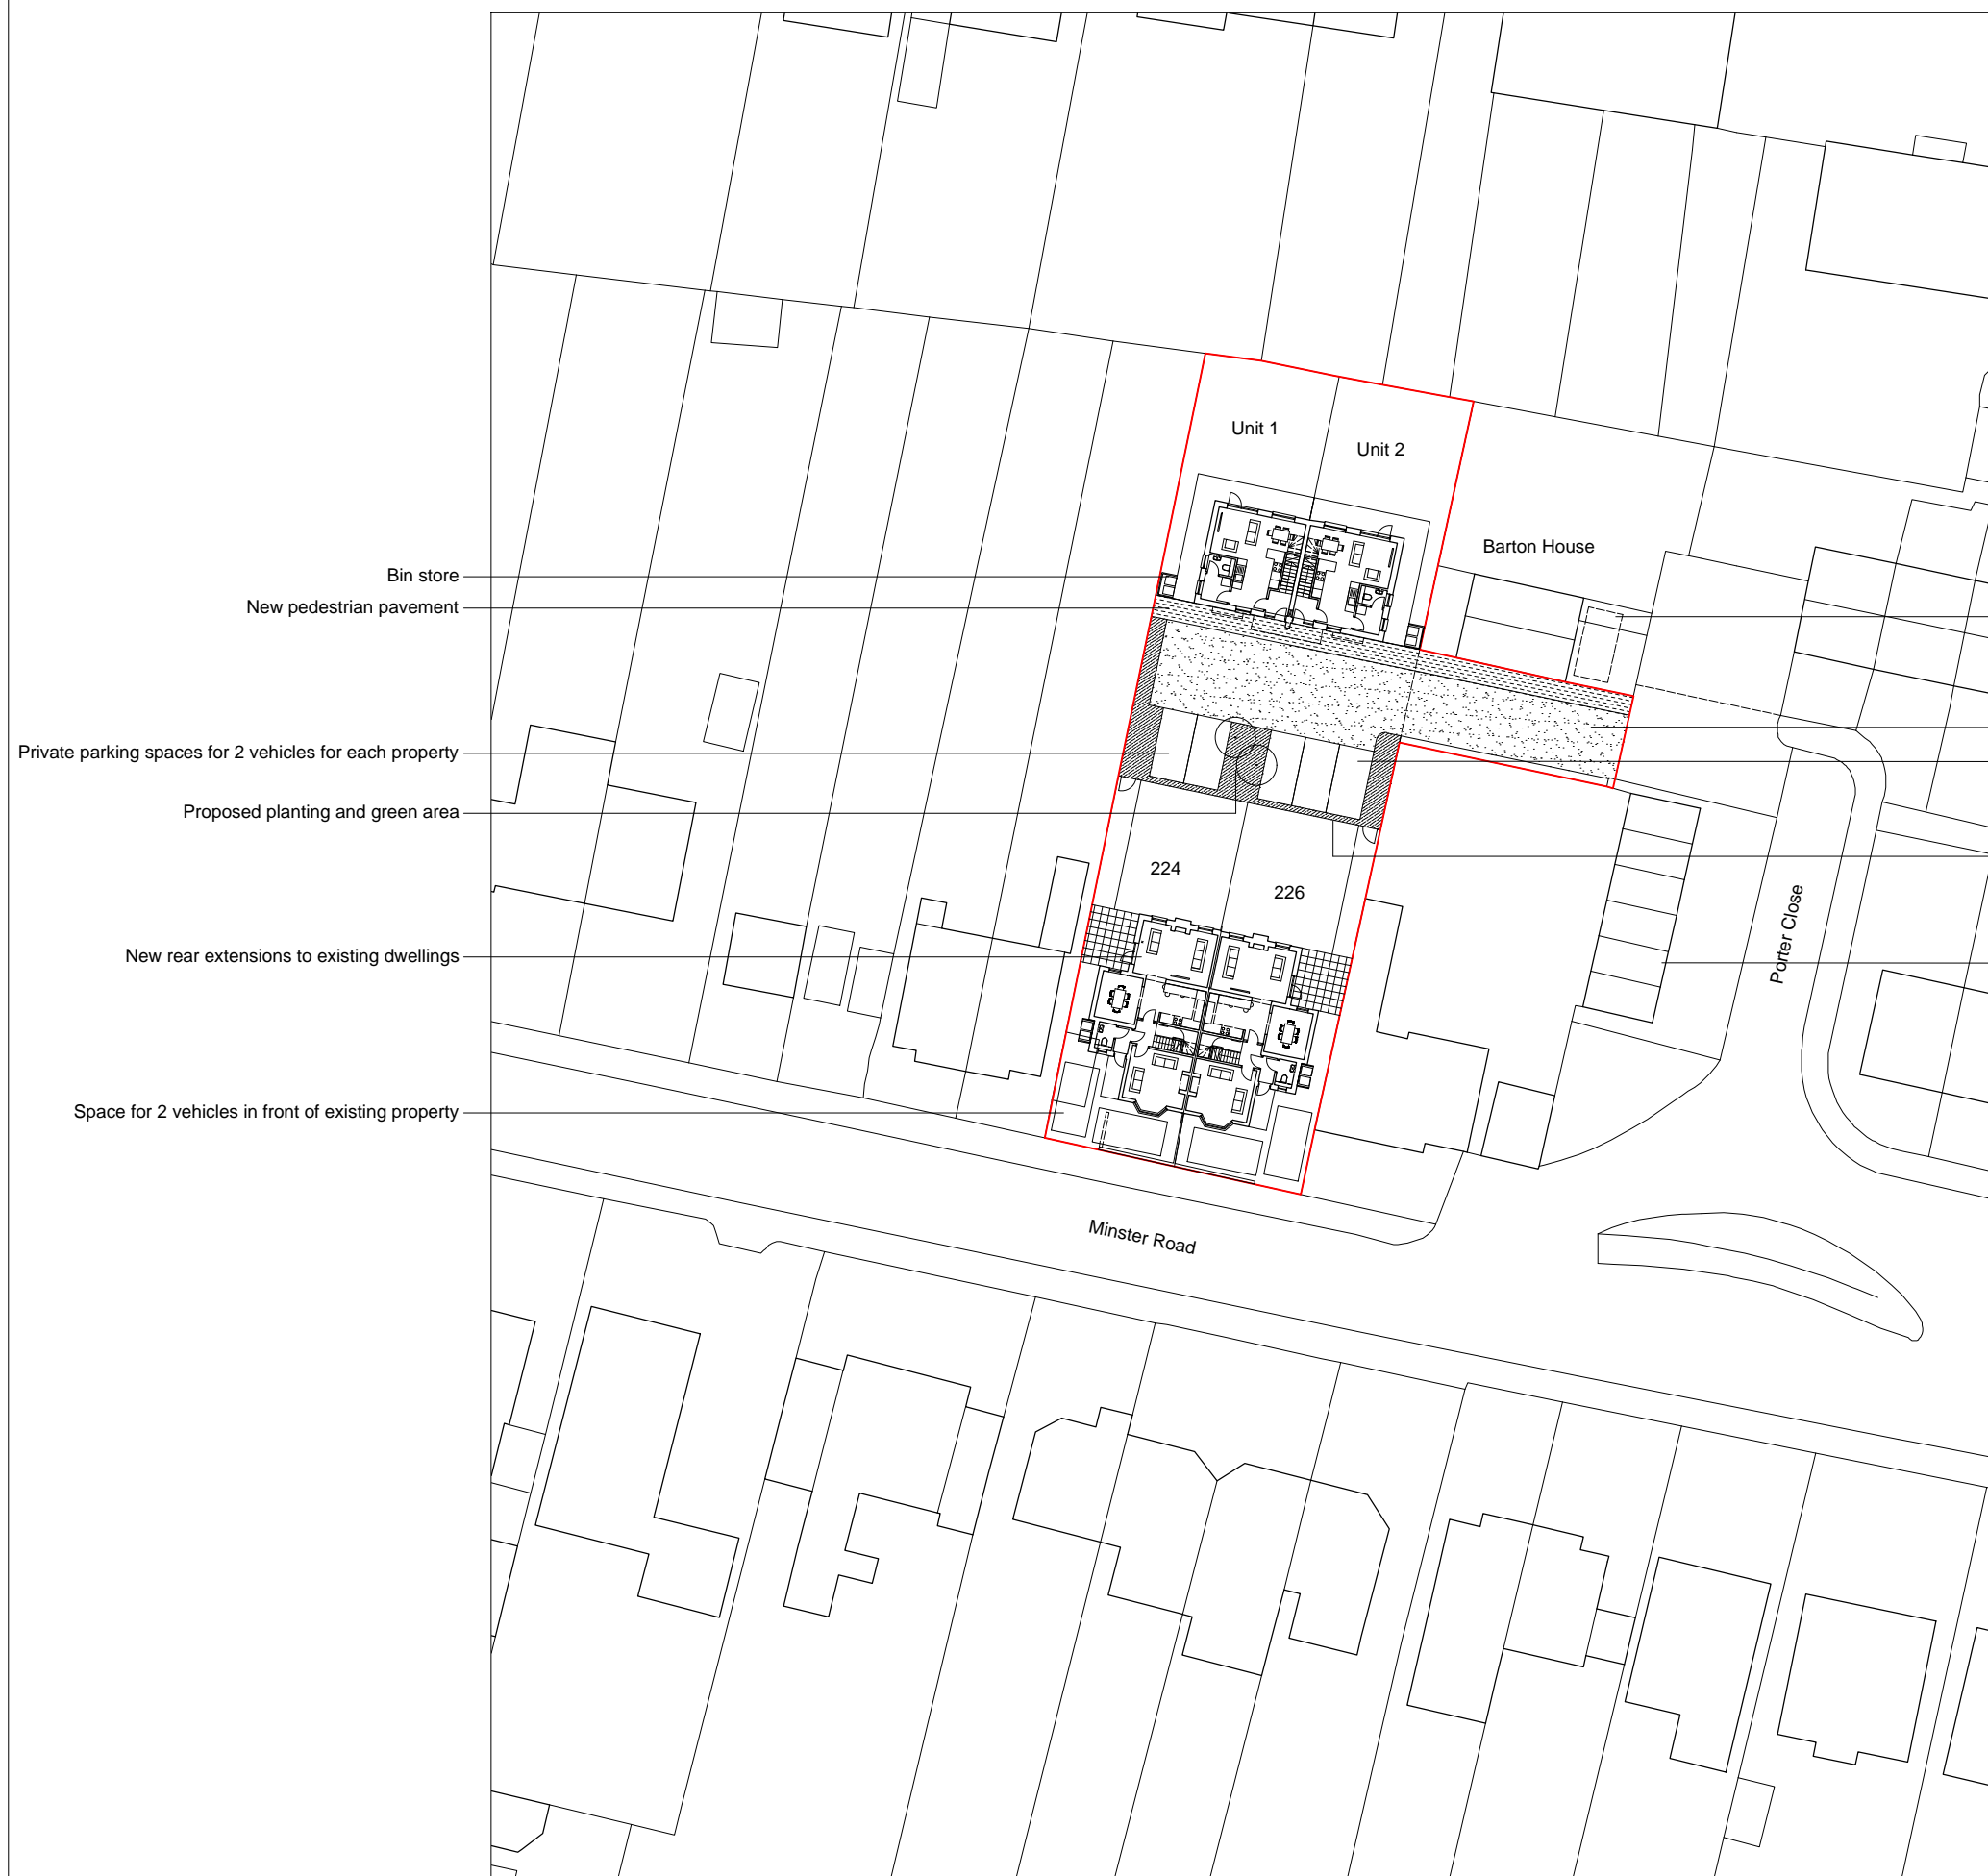 Unit 1
Unit 2
Barton House
Bin store
New pedestrian pavement
Private parking spaces for 2 vehicles for each property
Proposed planting and green area
224
226
Porter Close
New rear extensions to existing dwellings
Space for 2 vehicles in front of existing property
Minster Road